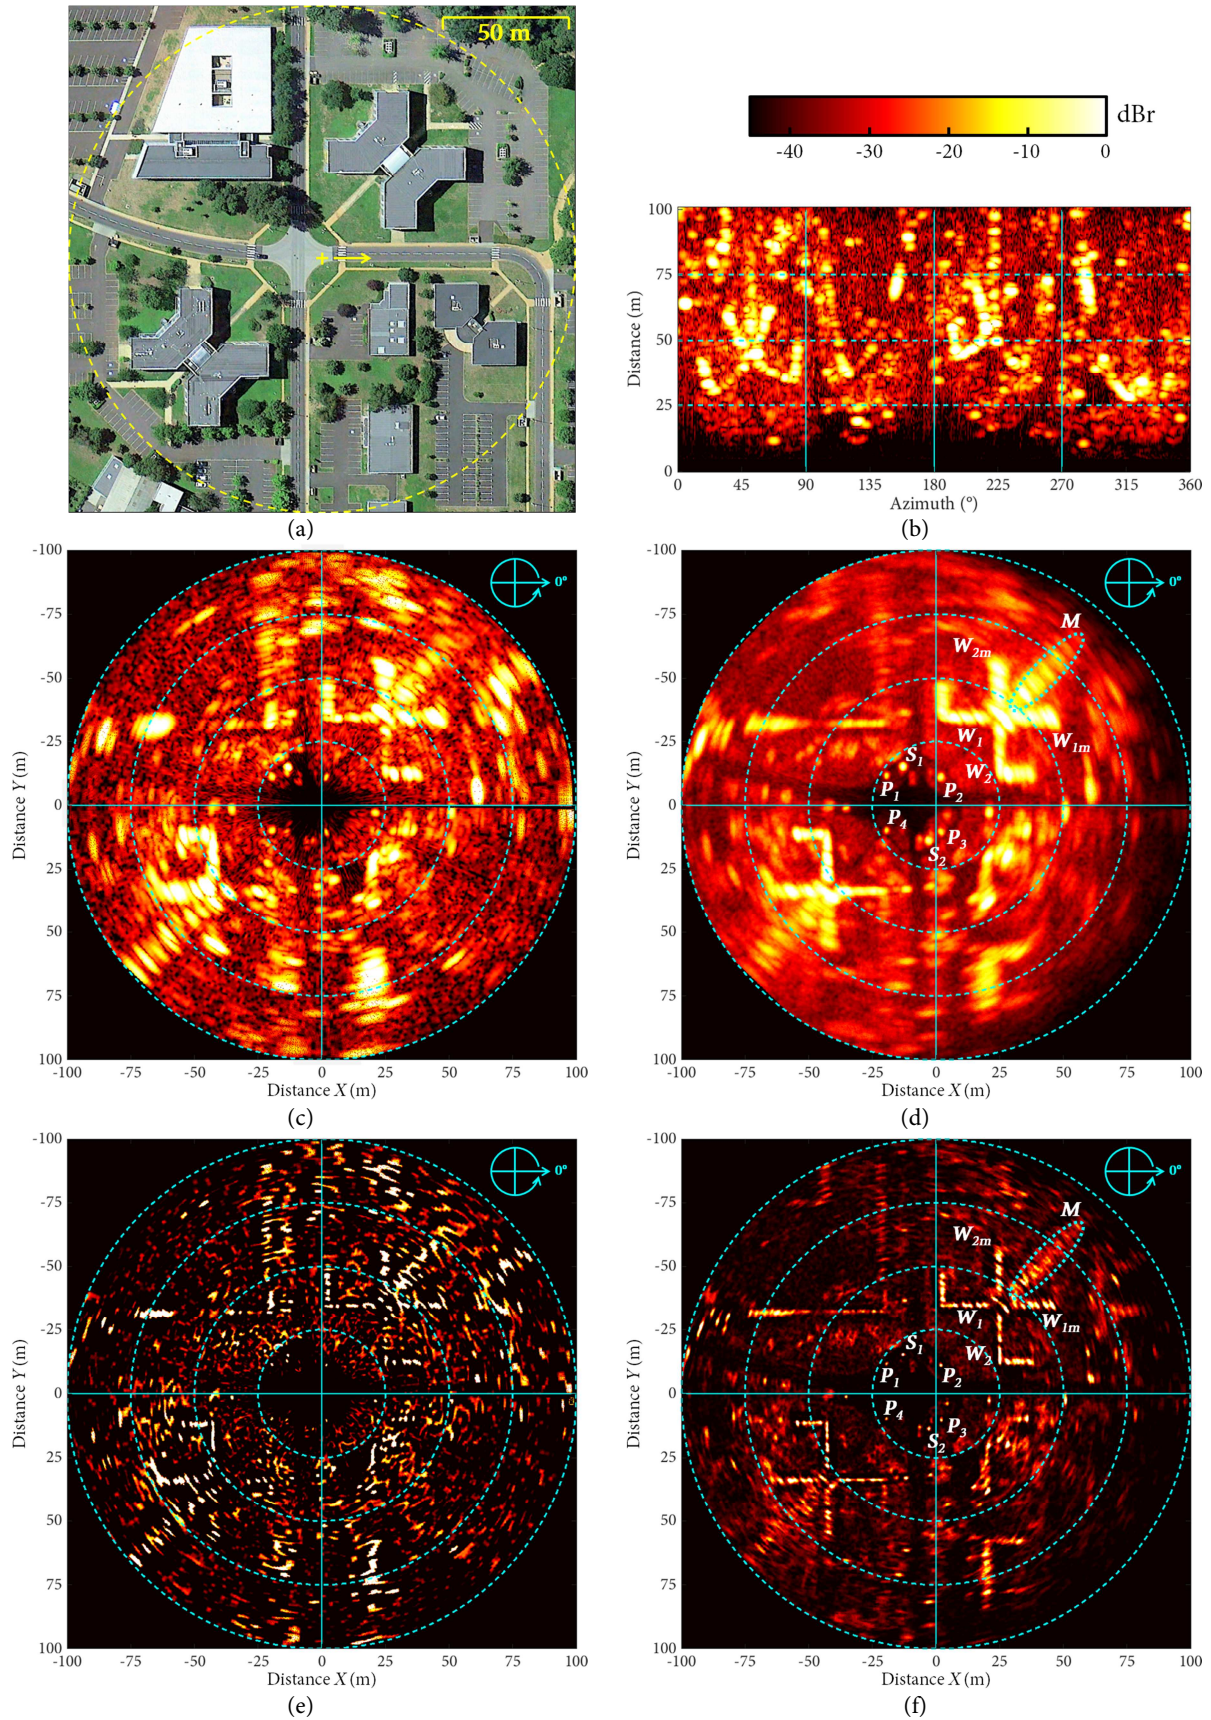 50 m
dBr
-40 -30 -20 -10 0
100
75
50
25
0
Distance (m)
0 45 90 135 180 225 270 315 360
Azimuth (°)
(a)
(b)
-100
-75
-50
-25
0
25
50
75
100
Distance Y (m)
0°
-100 -75 -50 -25 0 25 50 75 100
Distance X (m)
(c)
-100
-75
-50
-25
0
25
50
75
100
Distance Y (m)
0°
M
W2m
W1
W1m
S1
W2
P1
P2
P4
P3
S2
-100 -75 -50 -25 0 25 50 75 100
Distance X (m)
(d)
-100
-75
-50
-25
0
25
50
75
100
Distance Y (m)
0°
-100 -75 -50 -25 0 25 50 75 100
Distance X (m)
(e)
-100
-75
-50
-25
0
25
50
75
100
Distance Y (m)
0°
M
W2m
W1
W1m
S1
W2
P1
P2
P4
P3
S2
-100 -75 -50 -25 0 25 50 75 100
Distance X (m)
(f)